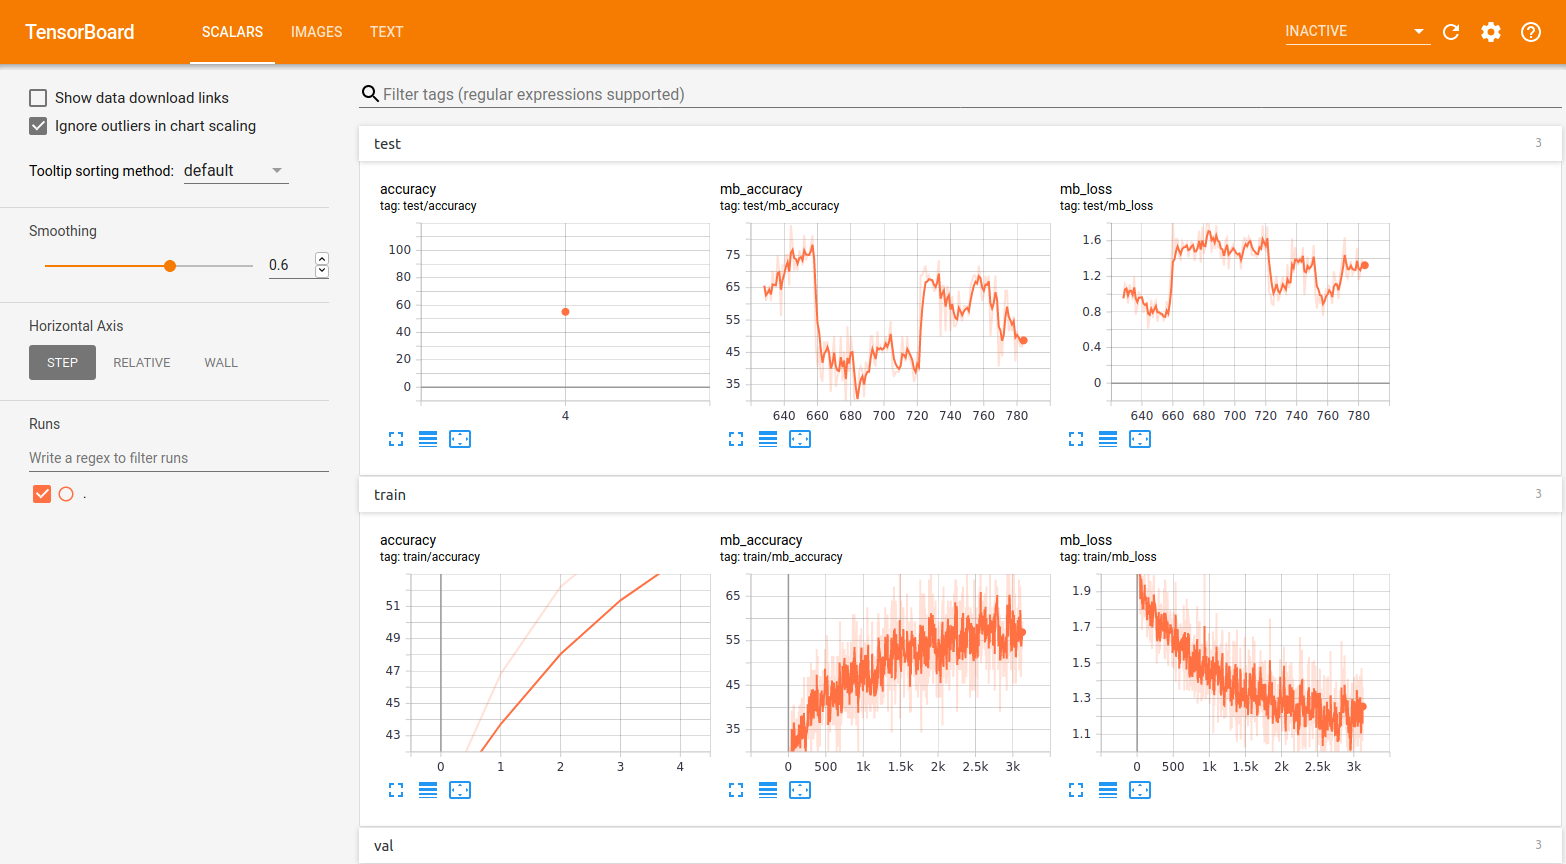 TensorBoard SCALARS IMAGES TEXT INACTIVE
Show data download links
Ignore outliers in chart scaling
Tooltip sorting method: default
Smoothing
0.6
Horizontal Axis
STEP RELATIVE WALL
Runs
Write a regex to filter runs
.
Filter tags (regular expressions supported)
test 3
accuracy
tag: test/accuracy
100
80
60
40
20
0
4
mb_accuracy
tag: test/mb_accuracy
75
65
55
45
35
640 660 680 700 720 740 760 780
mb_loss
tag: test/mb_loss
1.6
1.2
0.8
0.4
0
640 660 680 700 720 740 760 780
train 3
accuracy
tag: train/accuracy
51
49
47
45
43
0 1 2 3 4
mb_accuracy
tag: train/mb_accuracy
65
55
45
35
0 500 1k 1.5k 2k 2.5k 3k
mb_loss
tag: train/mb_loss
1.9
1.7
1.5
1.3
1.1
0 500 1k 1.5k 2k 2.5k 3k
val 3